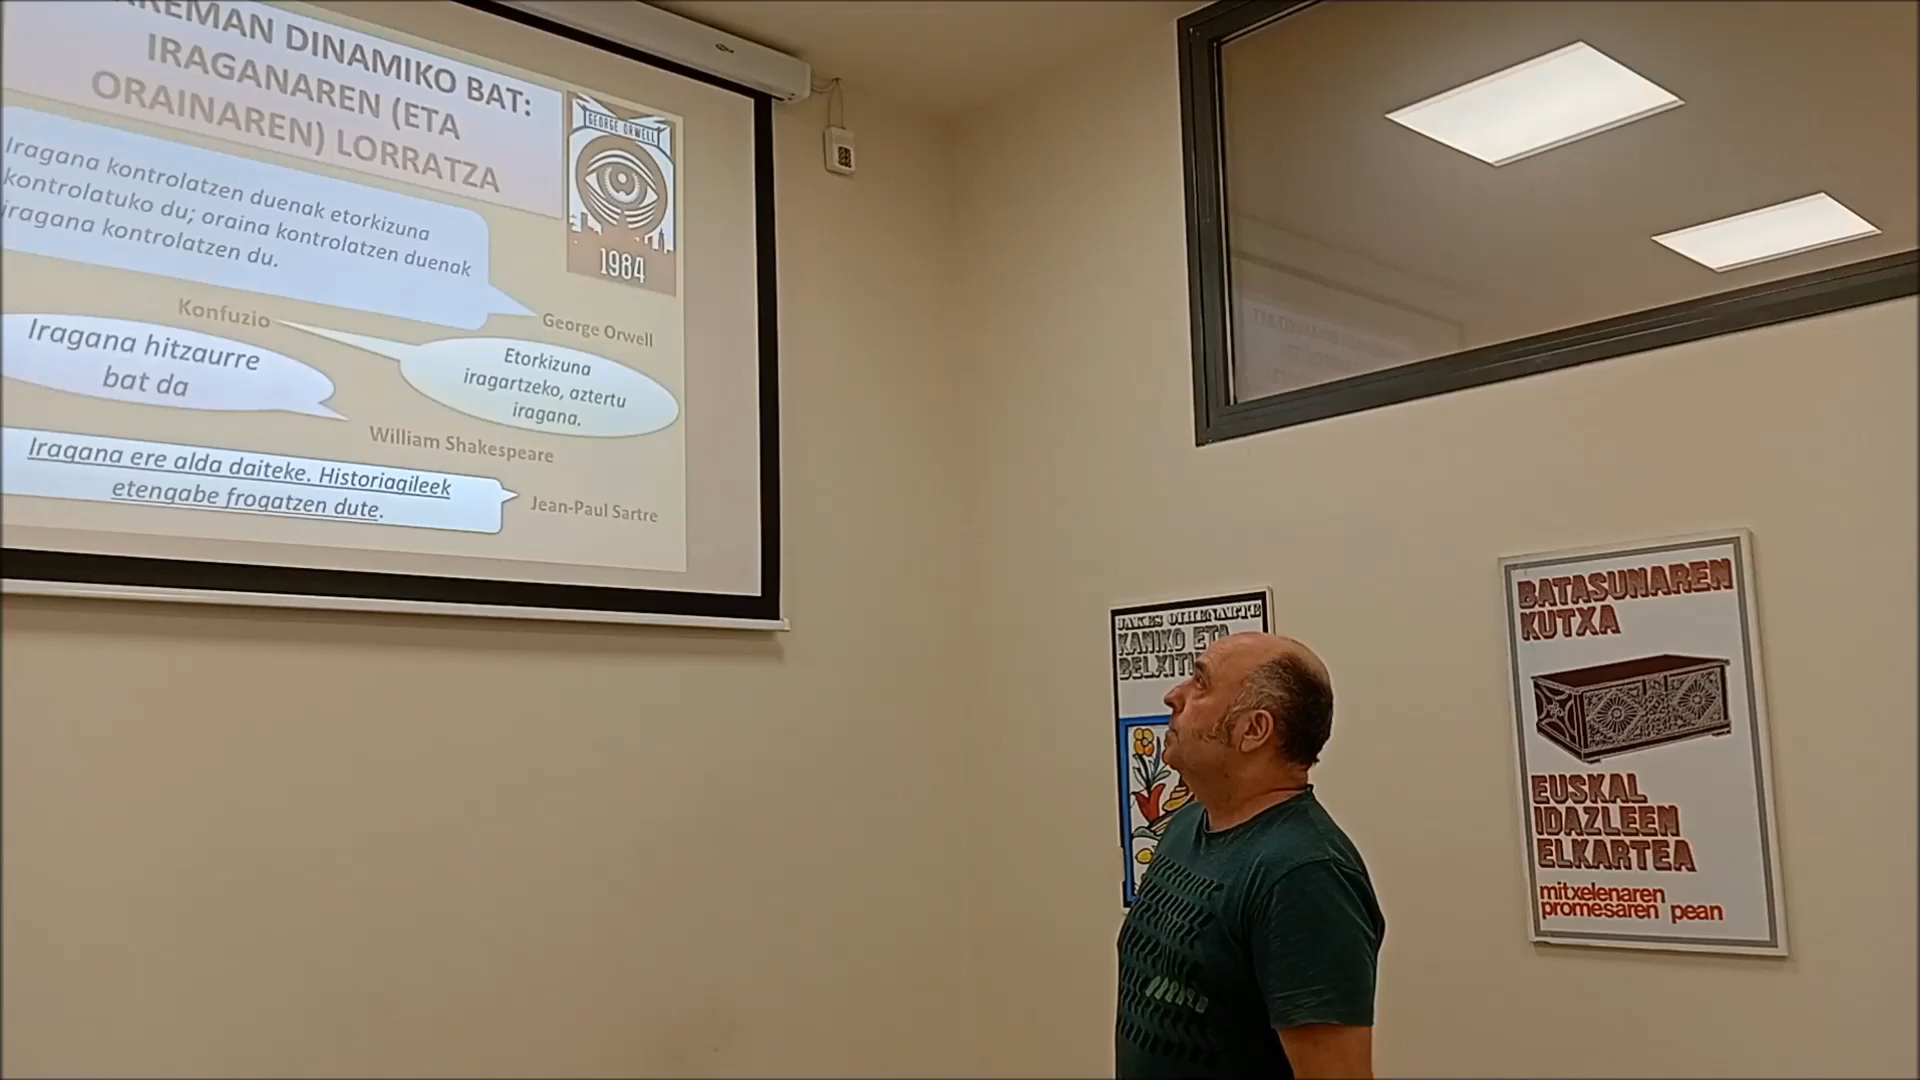 DINAMIKO BAT:
IRAGANAREN (ETA
ORAINAREN) LORRATZA
GEORGE ORWELL
1984
Iragana kontrolatzen duenak etorkizuna
kontrolatuko du; oraina kontrolatzen duenak
iragana kontrolatzen du.
George Orwell
Konfuzio
Etorkizuna
iragartzeko, aztertu
iragana.
Iragana hitzaurre
bat da
William Shakespeare
Iragana ere alda daiteke. Historiagileek
etengabe frogatzen dute.
Jean-Paul Sartre
JAKES OIHENARTE
KANIKO ETA
BATASUNAREN
KUTXA
EUSKAL
IDAZLEEN
ELKARTEA
mitxelenaren
promesaren pean